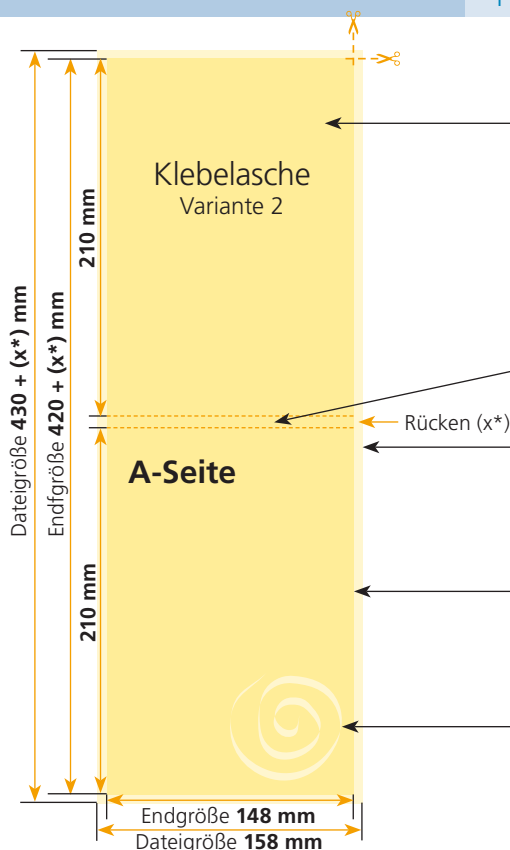 Klebelasche
Variante 2
210 mm
Dateigröße 430 + (x*) mm
Endfgröße 420 + (x*) mm
Rücken (x*)
A-Seite
210 mm
Endgröße 148 mm
Dateigröße 158 mm